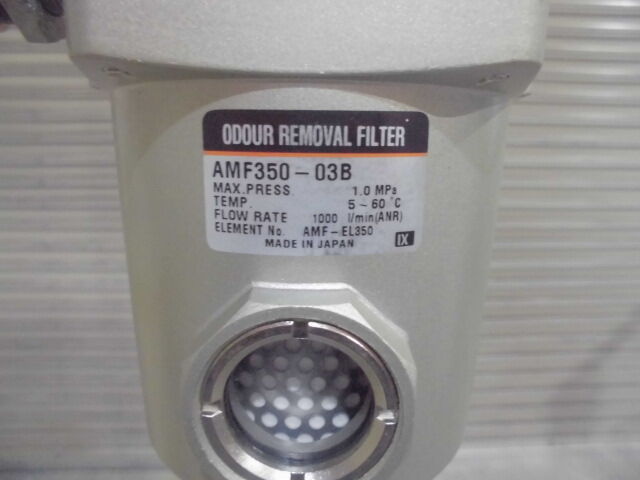 ODOUR REMOVAL FILTER
AMF350-03B
MAX.PRESS. 1.0 MPa
TEMP. 5~60 °C
FLOW RATE 1000 l/min(ANR)
ELEMENT No. AMF-EL350
MADE IN JAPAN IX